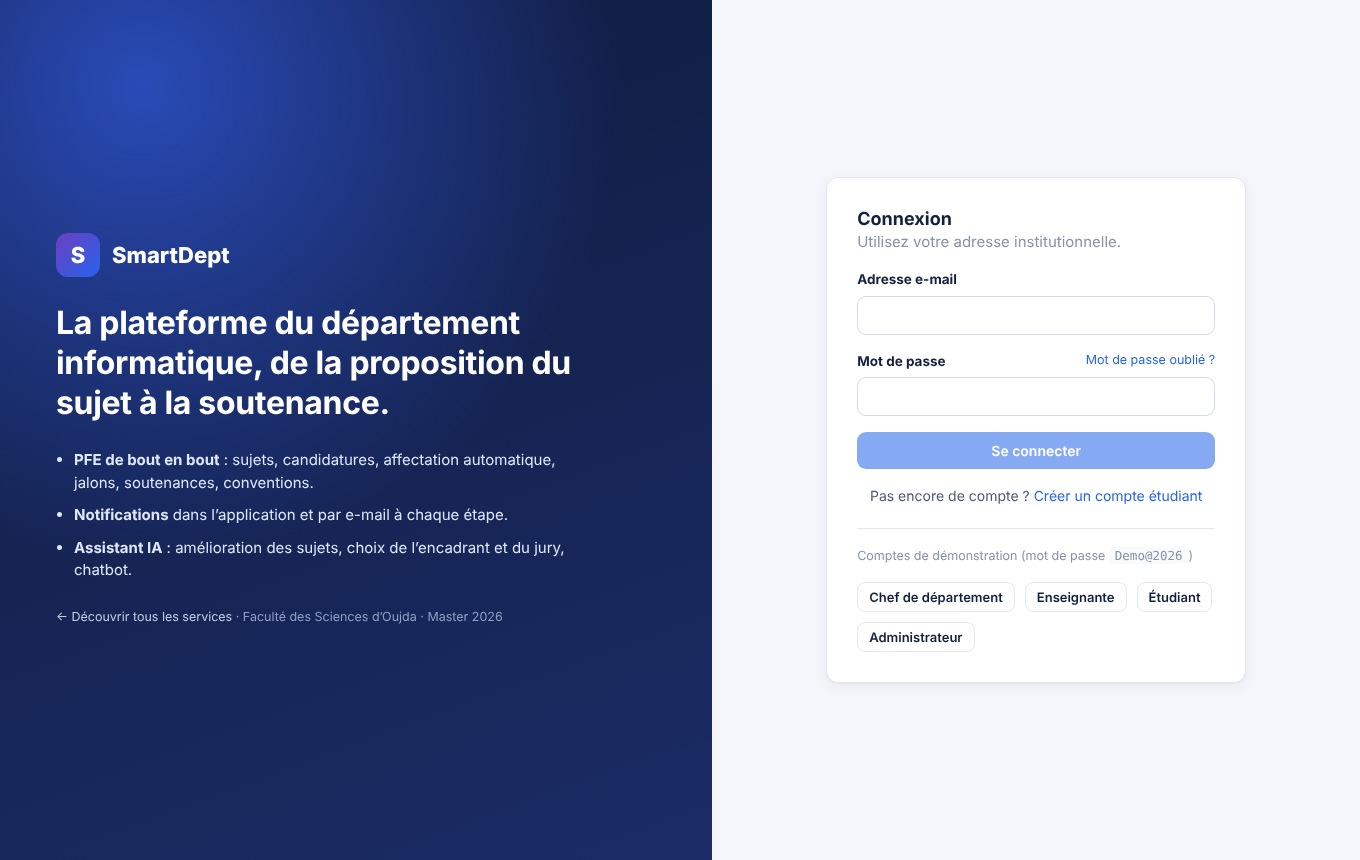 S
SmartDept
La plateforme du département
informatique, de la proposition du
sujet à la soutenance.
• PFE de bout en bout : sujets, candidatures, affectation automatique,
jalons, soutenances, conventions.
• Notifications dans l’application et par e-mail à chaque étape.
• Assistant IA : amélioration des sujets, choix de l’encadrant et du jury,
chatbot.
← Découvrir tous les services · Faculté des Sciences d’Oujda · Master 2026
Connexion
Utilisez votre adresse institutionnelle.
Adresse e-mail
Mot de passe Mot de passe oublié ?
Se connecter
Pas encore de compte ? Créer un compte étudiant
Comptes de démonstration (mot de passe Demo@2026 )
Chef de département Enseignante Étudiant
Administrateur